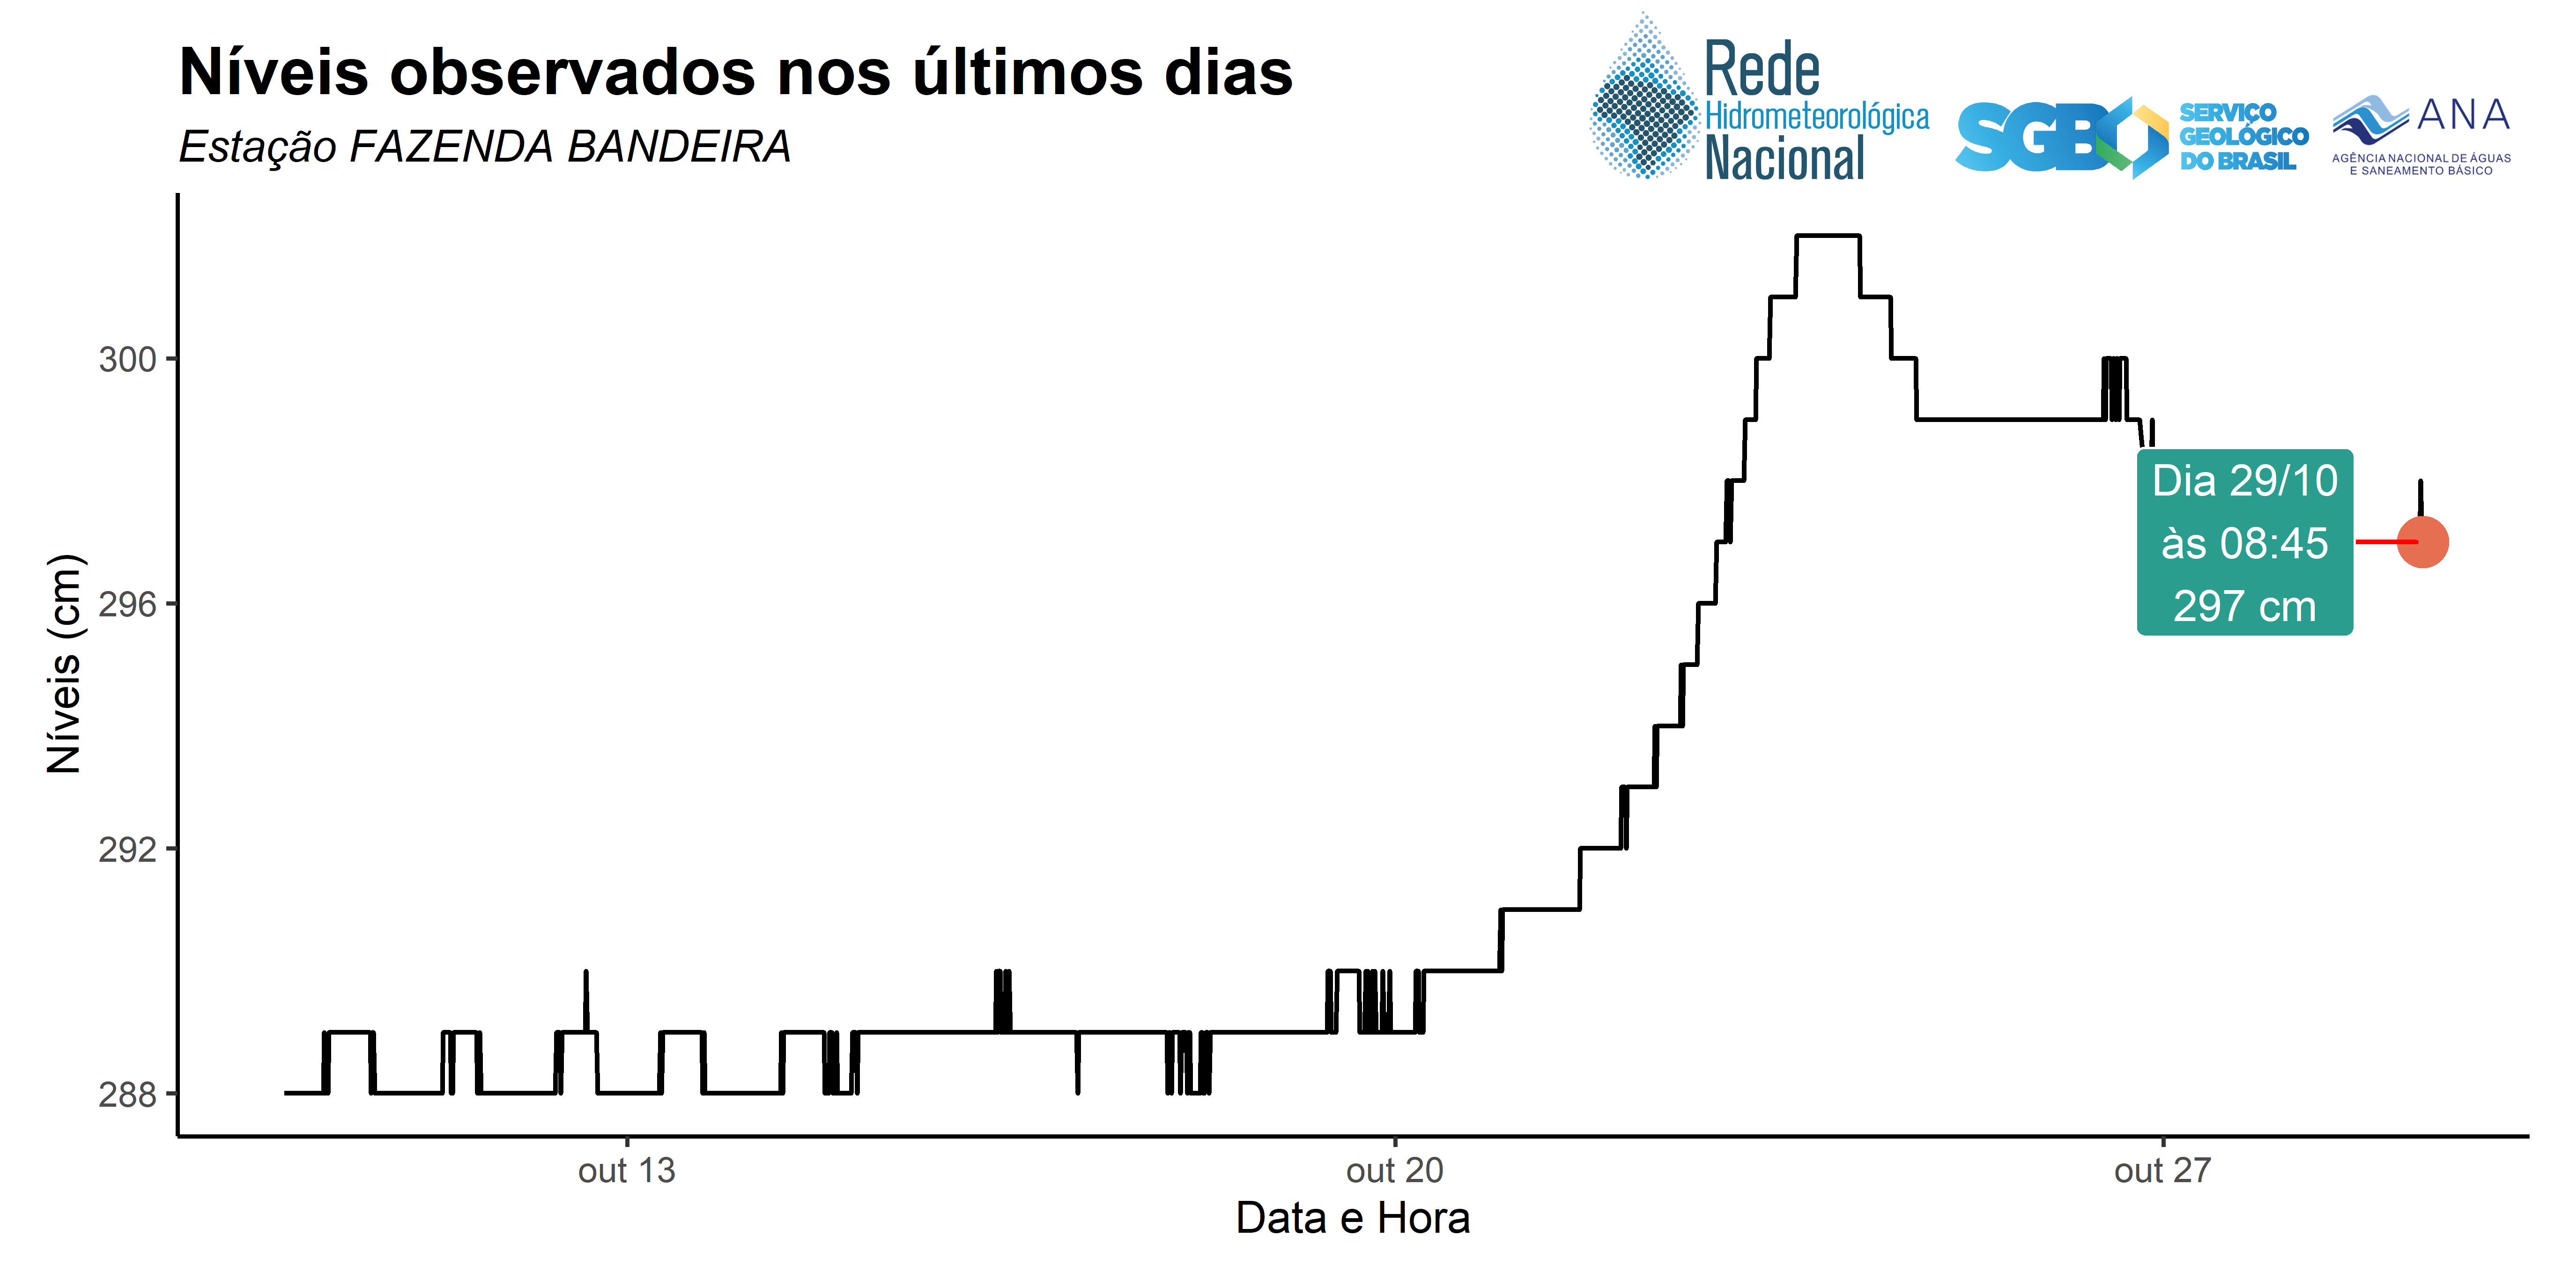 Níveis observados nos últimos dias
Estação FAZENDA BANDEIRA
Rede
Hidrometeorológica
Nacional
SGB
SERVIÇO
GEOLÓGICO
DO BRASIL
ANA
AGÊNCIA NACIONAL DE ÁGUAS
E SANEAMENTO BÁSICO
Níveis (cm)
300
296
292
288
Dia 29/10
às 08:45
297 cm
out 13
out 20
out 27
Data e Hora